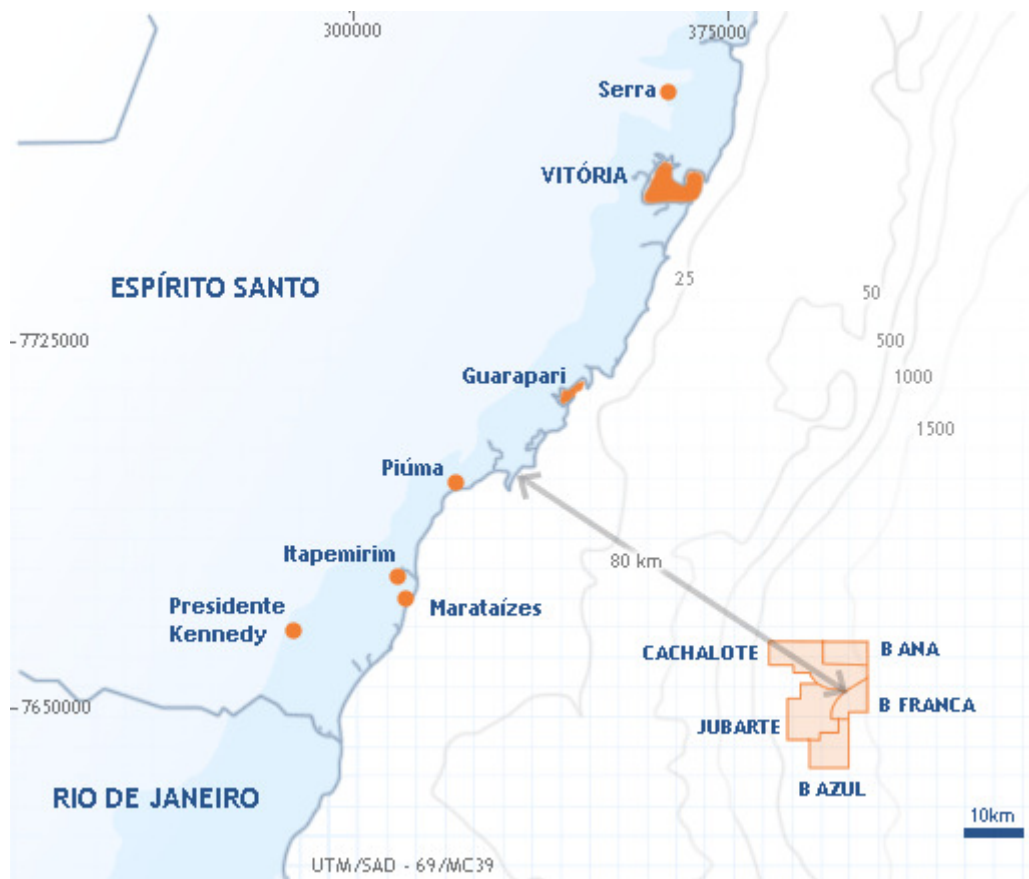 300000
375000
Serra
VITÓRIA
25
ESPÍRITO SANTO
50
7725000
500
Guarapari
1000
1500
Piúma
Itapemirim
80 km
Presidente
Kennedy
Marataízes
CACHALOTE
B ANA
7650000
B FRANCA
JUBARTE
RIO DE JANEIRO
B AZUL
10km
UTM/SAD - 69/MC39